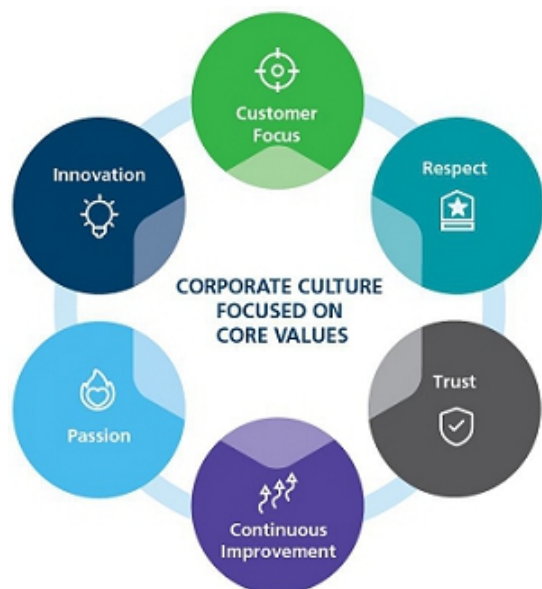 Customer
Focus
Innovation
Respect
CORPORATE CULTURE
FOCUSED ON
CORE VALUES
Passion
Trust
Continuous
Improvement